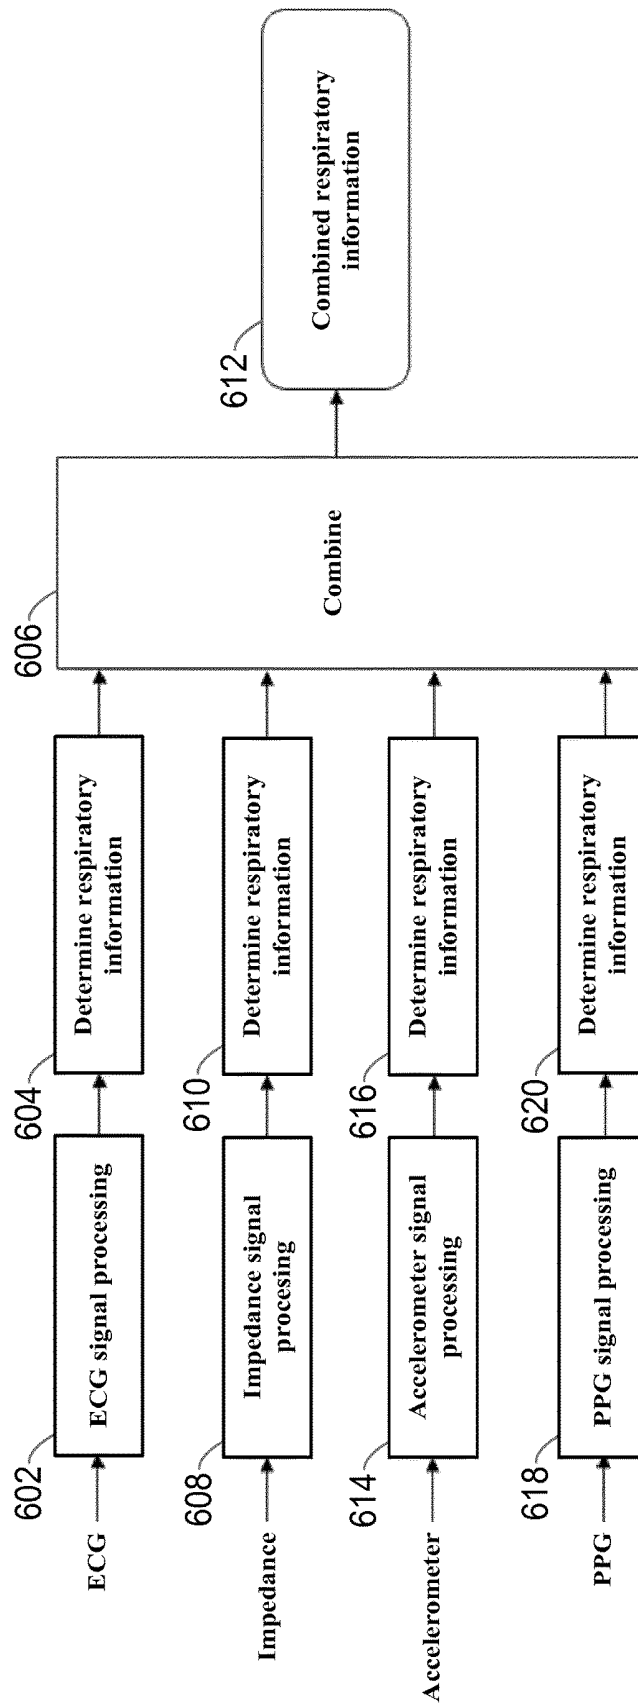 602
ECG
ECG signal processing
604
Determine respiratory
information
608
Impedance
Impedance signal
procesing
610
Determine respiratory
information
614
Accelerometer
Accelerometer signal
processing
616
Determine respiratory
information
618
PPG
PPG signal processing
620
Determine respiratory
information
606
Combine
612
Combined respiratory
information